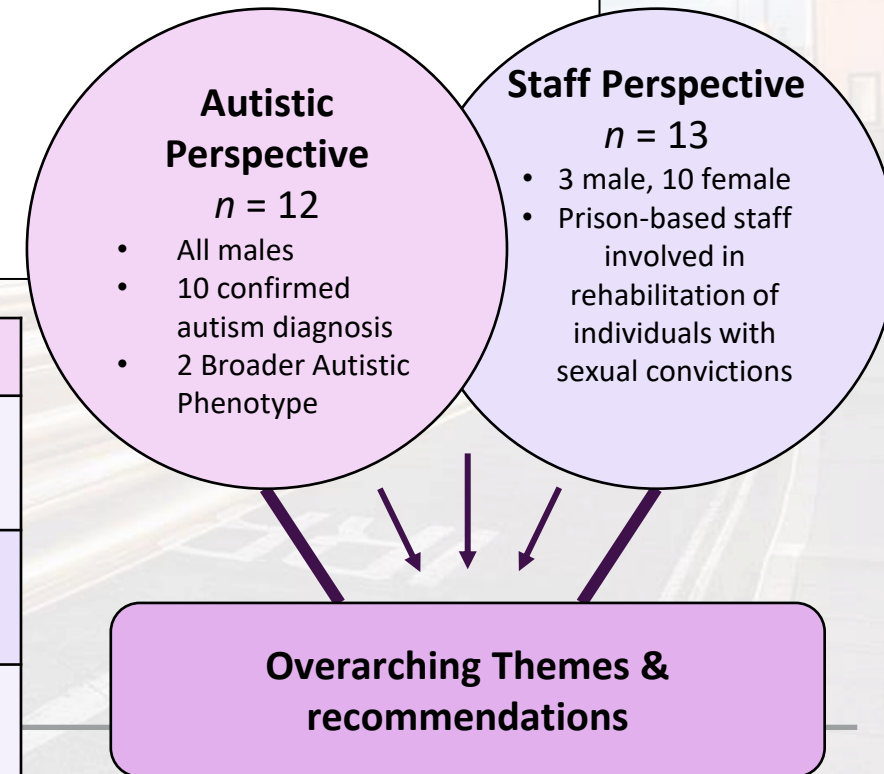 Autistic
Perspective
n = 12
• All males
• 10 confirmed
autism diagnosis
• 2 Broader Autistic
Phenotype
Staff Perspective
n = 13
• 3 male, 10 female
• Prison-based staff
involved in
rehabilitation of
individuals with
sexual convictions
Overarching Themes &
recommendations